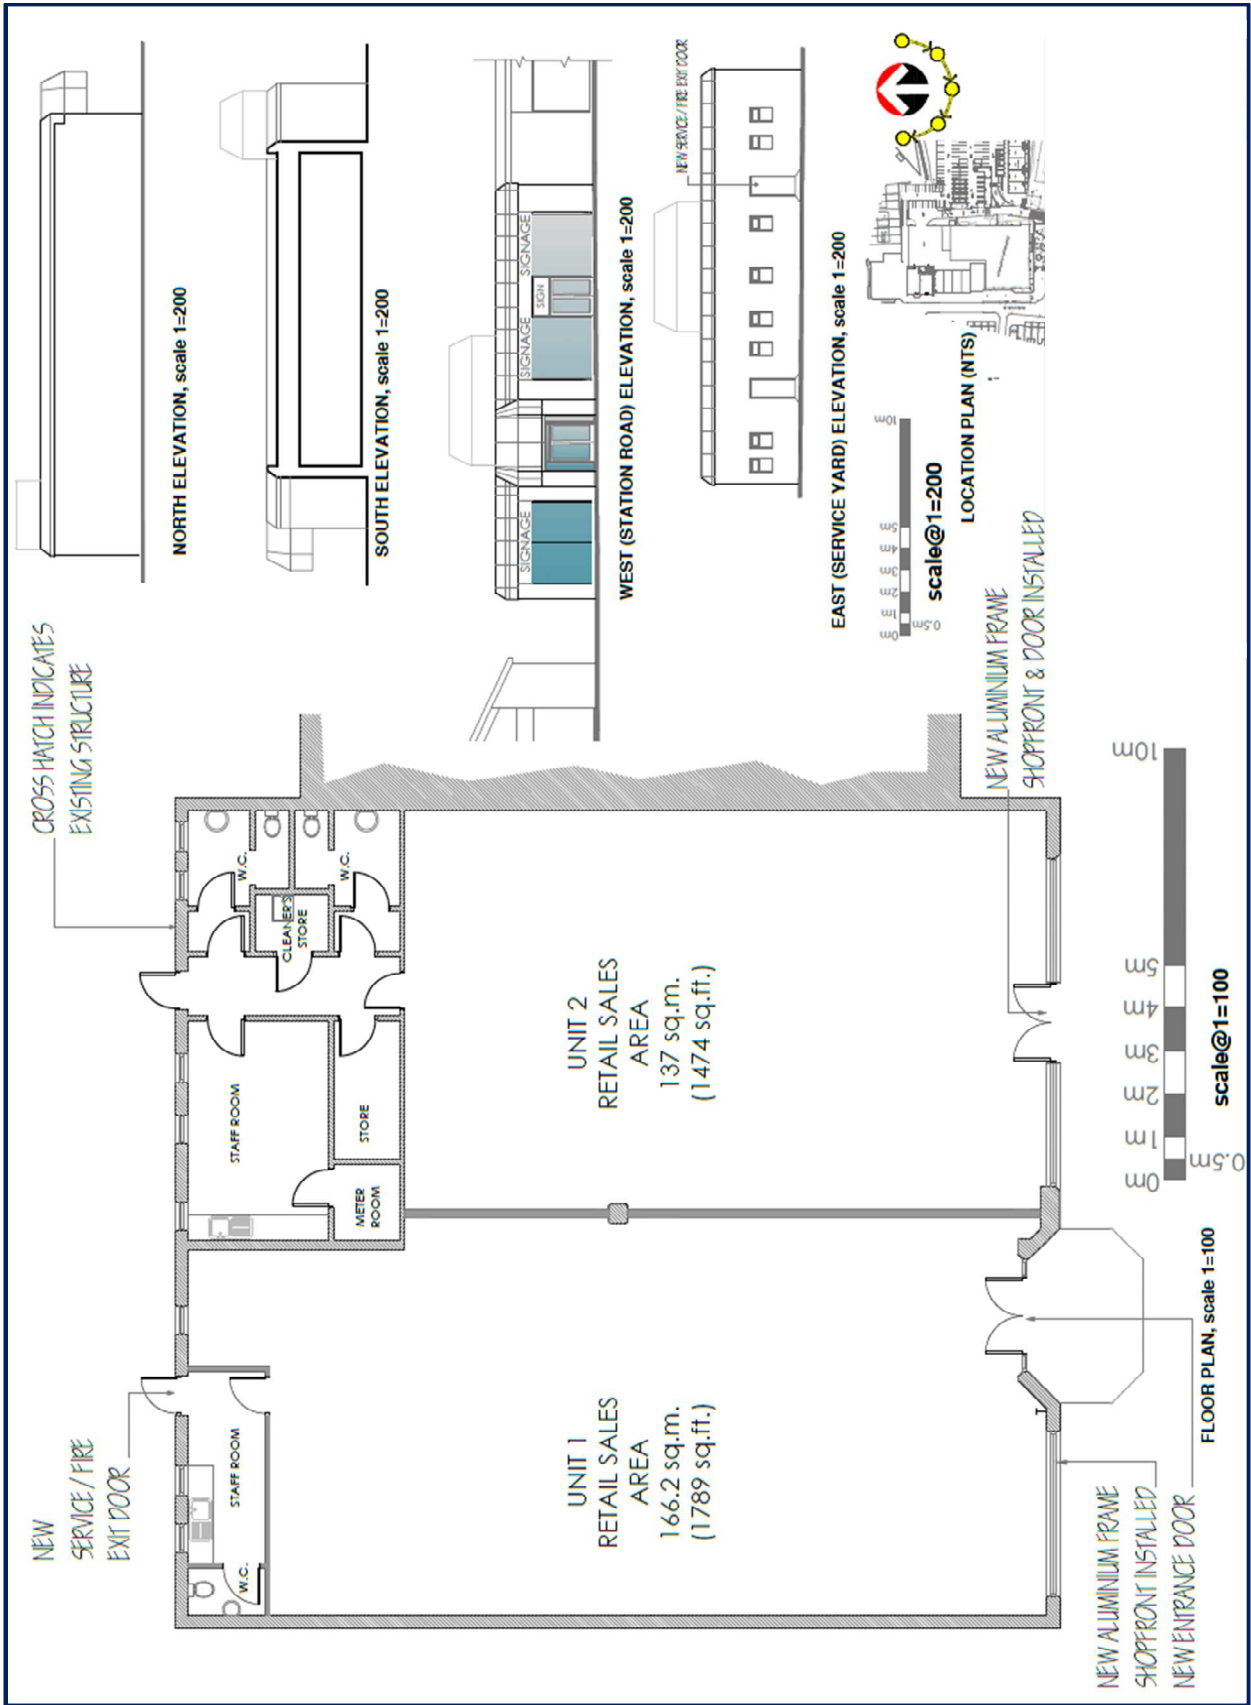 NORTH ELEVATION, scale 1=200
SOUTH ELEVATION, scale 1=200
SIGNAGE
SIGNAGE
SIGN
SIGNAGE
WEST (STATION ROAD) ELEVATION, scale 1=200
NEW SERVICE/ FIRE EXIT DOOR
EAST (SERVICE YARD) ELEVATION, scale 1=200
0m
1m
2m
3m
4m
5m
10m
0.5m
scale@1=200
LOCATION PLAN (NTS)
CROSS HATCH INDICATES
EXISTING STRUCTURE
NEW
SERVICE / FIRE
EXIT DOOR
W.C.
STAFF ROOM
STAFF ROOM
METER
ROOM
STORE
CLEANER'S
STORE
W.C.
W.C.
UNIT 1
RETAIL SALES
AREA
166.2 sq.m.
(1789 sq.ft.)
UNIT 2
RETAIL SALES
AREA
137 sq.m.
(1474 sq.ft.)
NEW ALUMINIUM FRAME
SHOPFRONT & DOOR INSTALLED
NEW ALUMINIUM FRAME
SHOPFRONT INSTALLED
NEW ENTRANCE DOOR
FLOOR PLAN, scale 1=100
0m
1m
2m
3m
4m
5m
10m
0.5m
scale@1=100